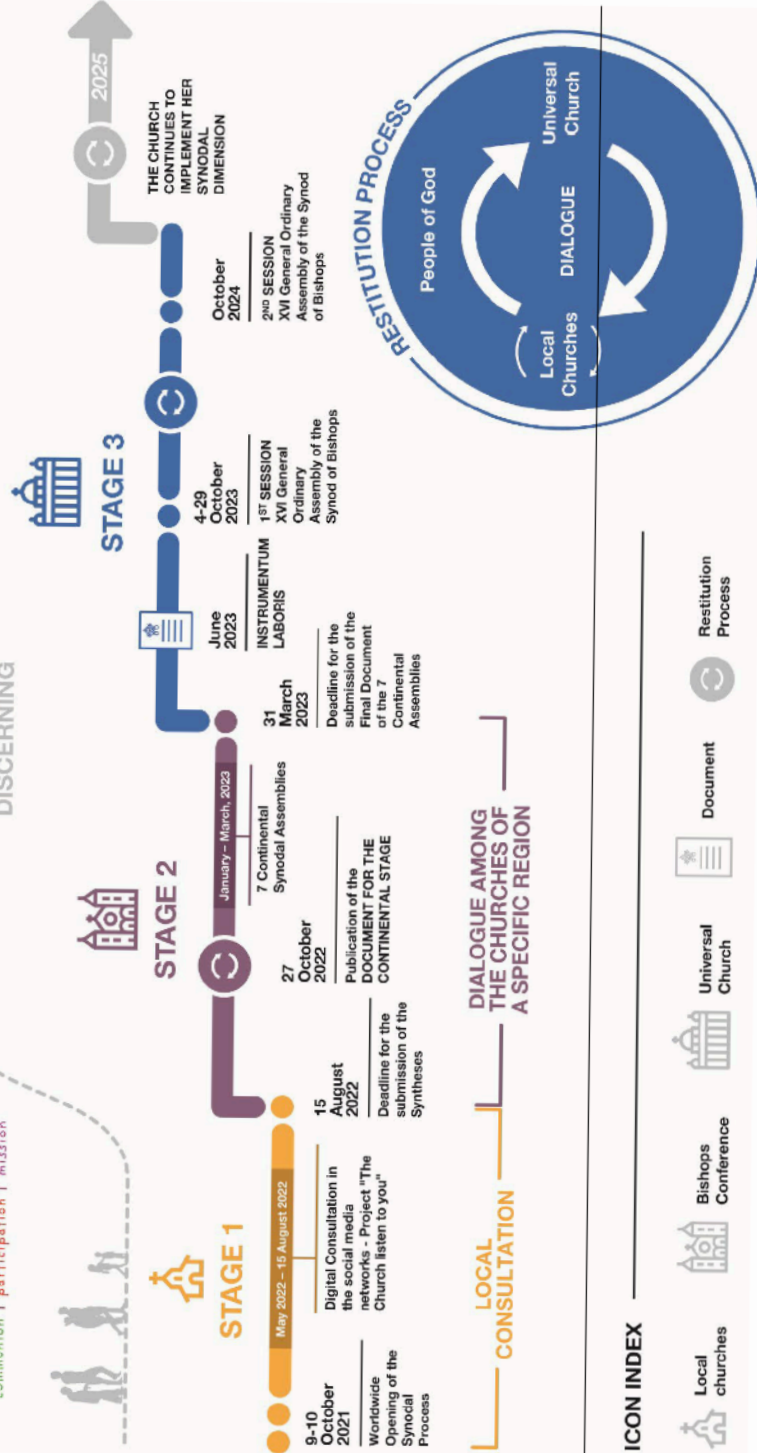 communion | participation | mission
DISCERNING
STAGE 1
May 2022 – 15 August 2022
9-10
October
2021
Worldwide
Opening of the
Synodal
Process
Digital Consultation in
the social media
networks - Project "The
Church listen to you"
15
August
2022
Deadline for the
submission of the
Syntheses
LOCAL
CONSULTATION
STAGE 2
January – March, 2023
27
October
2022
Publication of the
DOCUMENT FOR THE
CONTINENTAL STAGE
7 Continental
Synodal Assemblies
31
March
2023
Deadline for the
submission of the
Final Document
of the 7
Continental
Assemblies
DIALOGUE AMONG
THE CHURCHES OF
A SPECIFIC REGION
STAGE 3
June
2023
INSTRUMENTUM
LABORIS
4-29
October
2023
1ST SESSION
XVI General
Ordinary
Assembly of the
Synod of Bishops
October
2024
2ND SESSION
XVI General Ordinary
Assembly of the Synod
of Bishops
2025
THE CHURCH
CONTINUES TO
IMPLEMENT HER
SYNODAL
DIMENSION
RESTITUTION PROCESS
People of God
Local
Churches
DIALOGUE
Universal
Church
ICON INDEX
Local
churches
Bishops
Conference
Universal
Church
Document
Restitution
Process